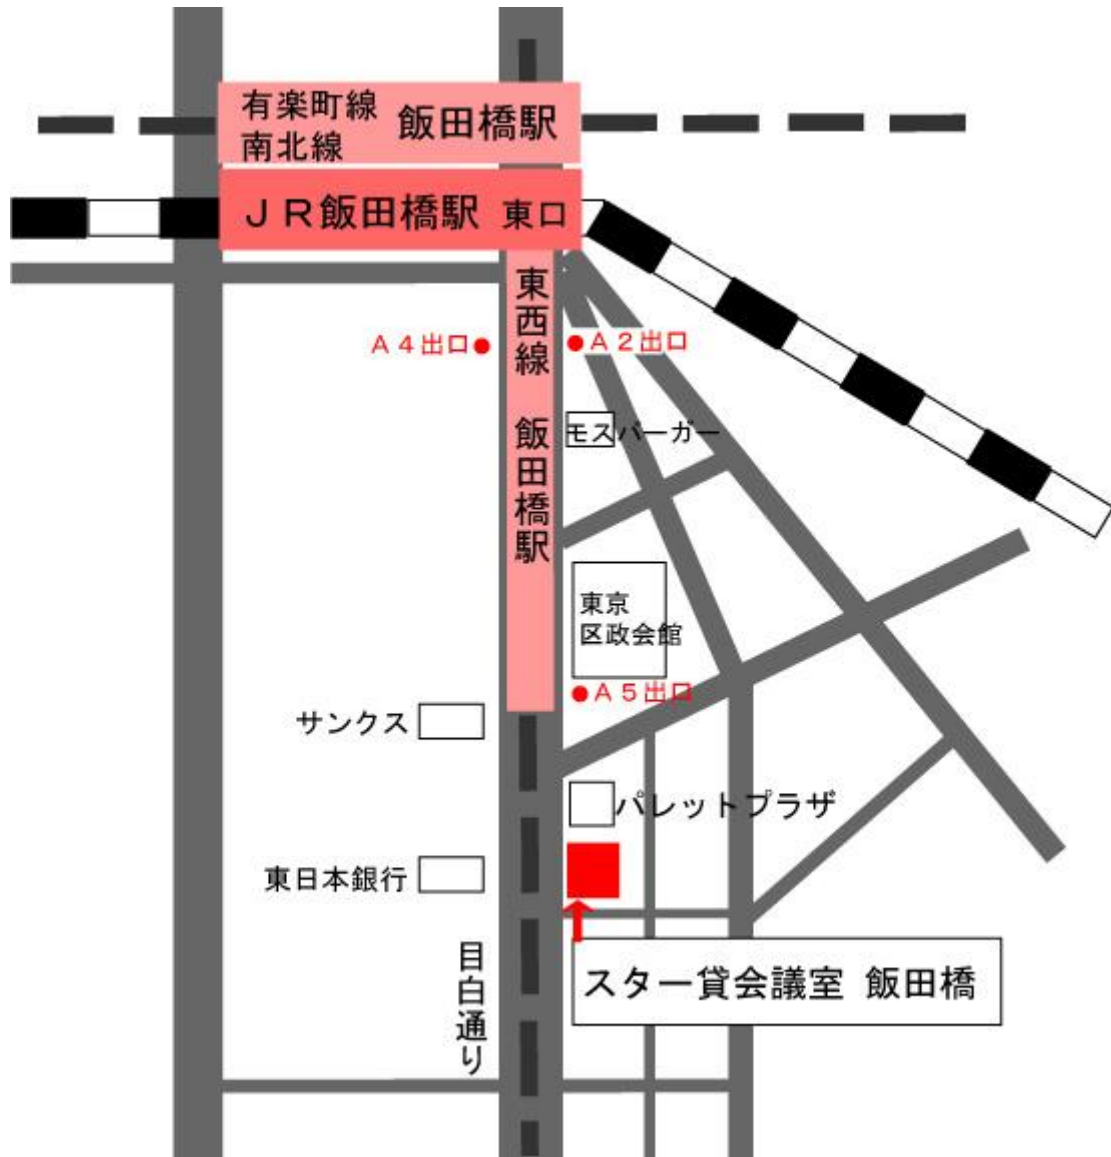 有楽町線
南北線
飯田橋駅
ＪＲ飯田橋駅 東口
東西線 飯田橋駅
Ａ４出口
Ａ２出口
モスバーガー
東京
区政会館
Ａ５出口
サンクス
パレットプラザ
東日本銀行
目白通り
スター貸会議室 飯田橋